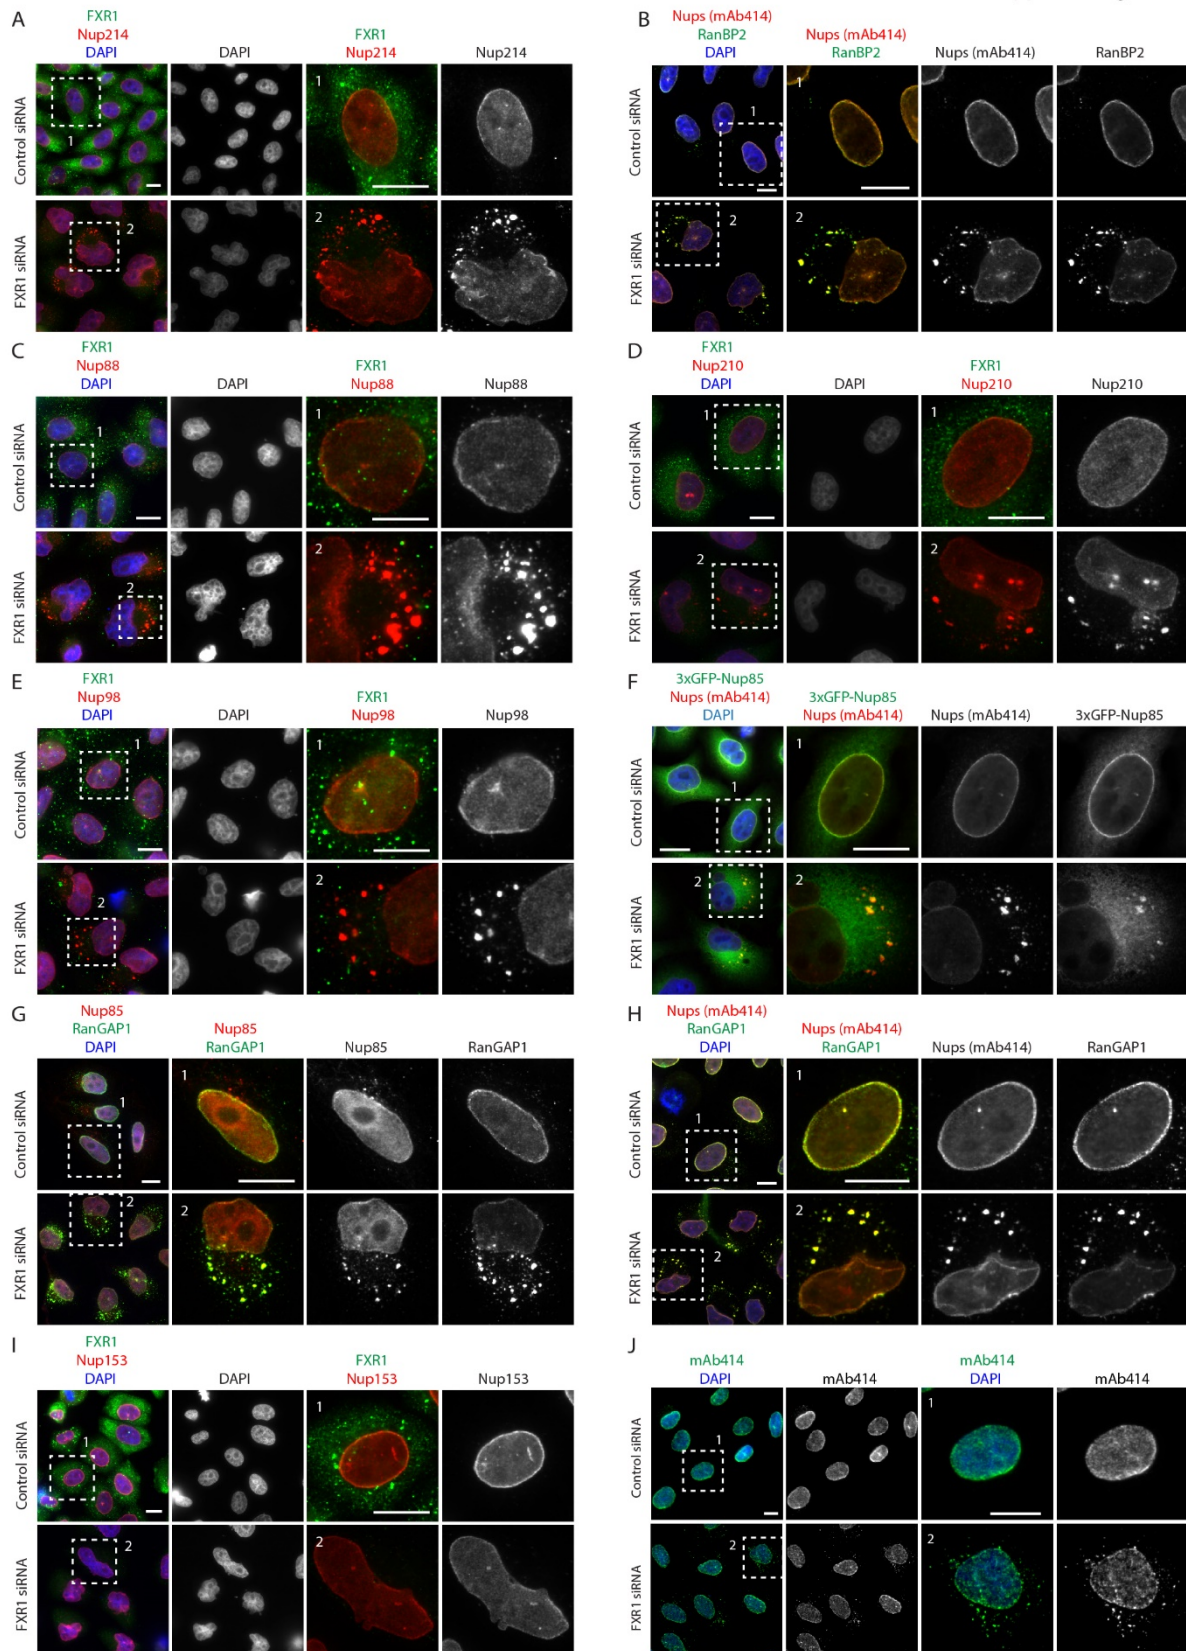 A
FXR1
Nup214
DAPI
DAPI
FXR1
Nup214
Nup214
Control siRNA
1
1
FXR1 siRNA
2
2
B
Nups (mAb414)
RanBP2
DAPI
Nups (mAb414)
RanBP2
Nups (mAb414)
RanBP2
Control siRNA
1
1
FXR1 siRNA
2
2
C
FXR1
Nup88
DAPI
DAPI
FXR1
Nup88
Nup88
Control siRNA
1
1
FXR1 siRNA
2
2
D
FXR1
Nup210
DAPI
DAPI
FXR1
Nup210
Nup210
Control siRNA
1
1
FXR1 siRNA
2
2
E
FXR1
Nup98
DAPI
DAPI
FXR1
Nup98
Nup98
Control siRNA
1
1
FXR1 siRNA
2
2
F
3xGFP-Nup85
Nups (mAb414)
DAPI
3xGFP-Nup85
Nups (mAb414)
Nups (mAb414)
3xGFP-Nup85
Control siRNA
1
1
FXR1 siRNA
2
2
G
Nup85
RanGAP1
DAPI
Nup85
RanGAP1
Nup85
RanGAP1
Control siRNA
1
1
FXR1 siRNA
2
2
H
Nups (mAb414)
RanGAP1
DAPI
Nups (mAb414)
RanGAP1
Nups (mAb414)
RanGAP1
Control siRNA
1
1
FXR1 siRNA
2
2
I
FXR1
Nup153
DAPI
DAPI
FXR1
Nup153
Nup153
Control siRNA
1
1
FXR1 siRNA
2
2
J
mAb414
DAPI
mAb414
mAb414
DAPI
mAb414
Control siRNA
1
1
FXR1 siRNA
2
2